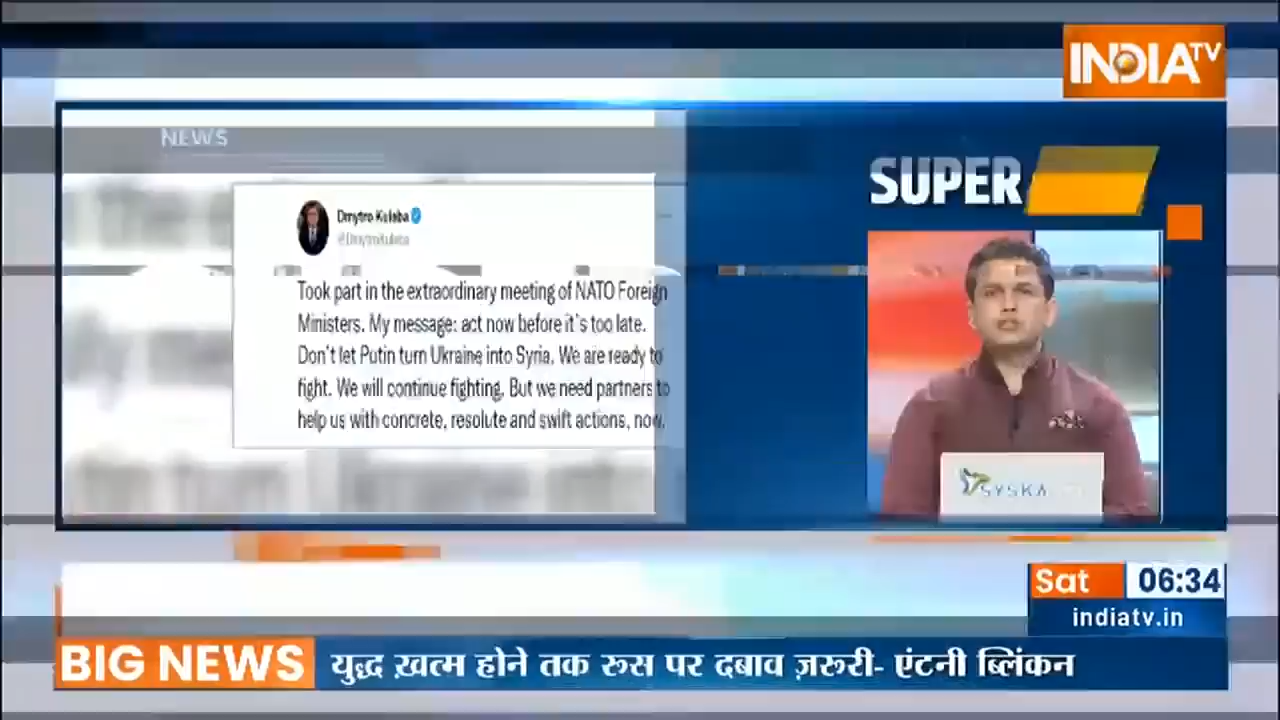 INDIA TV
NEWS
SUPER
Dmytro Kuleba
@DmytroKuleba
Took part in the extraordinary meeting of NATO Foreign
Ministers. My message: act now before it's too late.
Don't let Putin turn Ukraine into Syria. We are ready to
fight. We will continue fighting. But we need partners to
help us with concrete, resolute and swift actions, now.
SYSKA
Sat 06:34
indiatv.in
BIG NEWS युद्ध ख़त्म होने तक रूस पर दबाव ज़रूरी- एंटनी ब्लिंकन